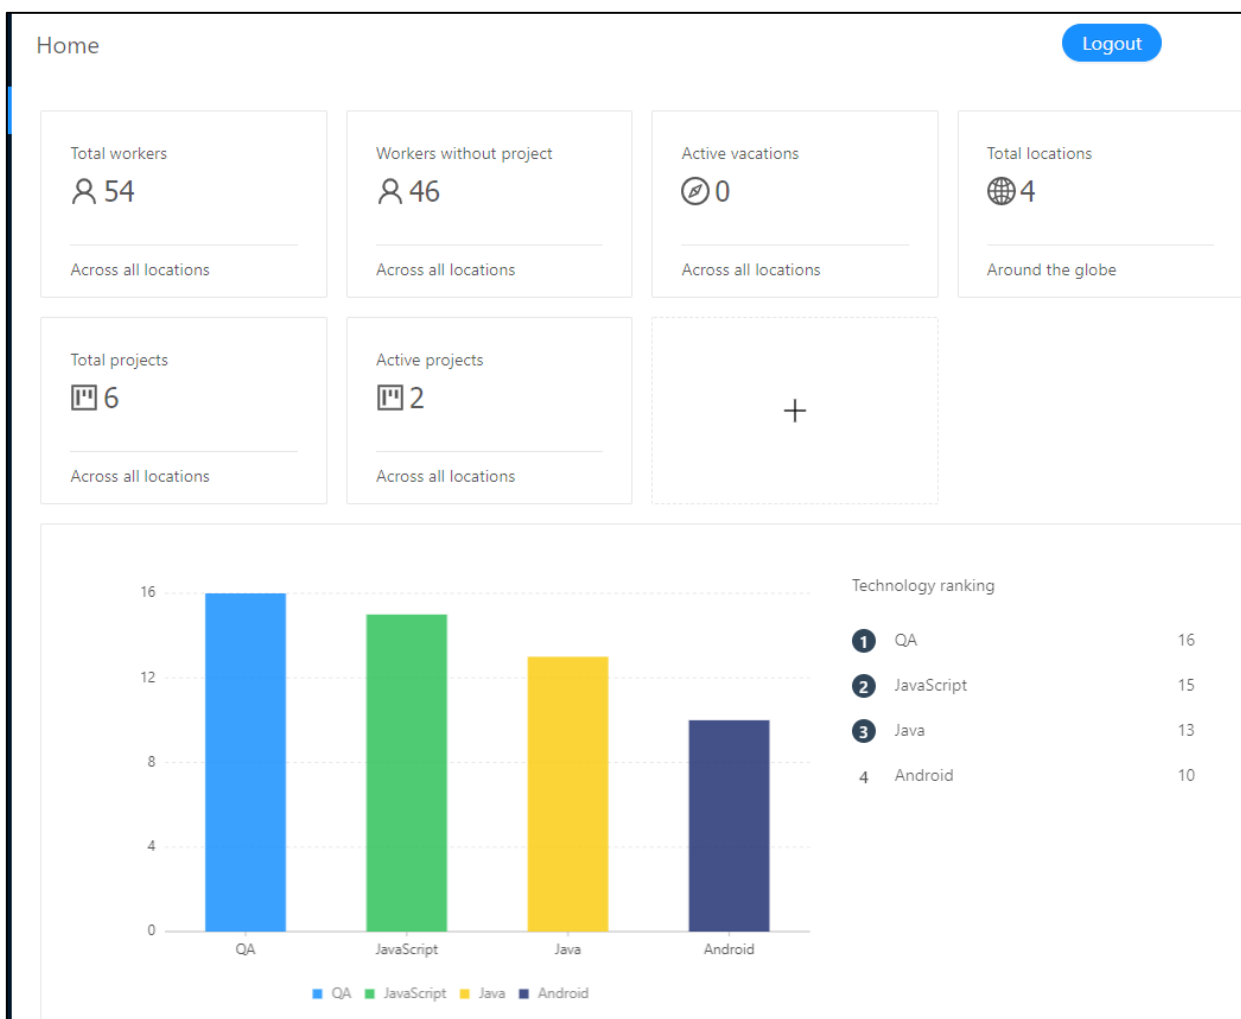 Home
Logout
Total workers
54
Across all locations
Workers without project
46
Across all locations
Active vacations
0
Across all locations
Total locations
4
Around the globe
Total projects
6
Across all locations
Active projects
2
Across all locations
+
16
12
8
4
0
QA JavaScript Java Android
QA JavaScript Java Android
Technology ranking
1 QA 16
2 JavaScript 15
3 Java 13
4 Android 10